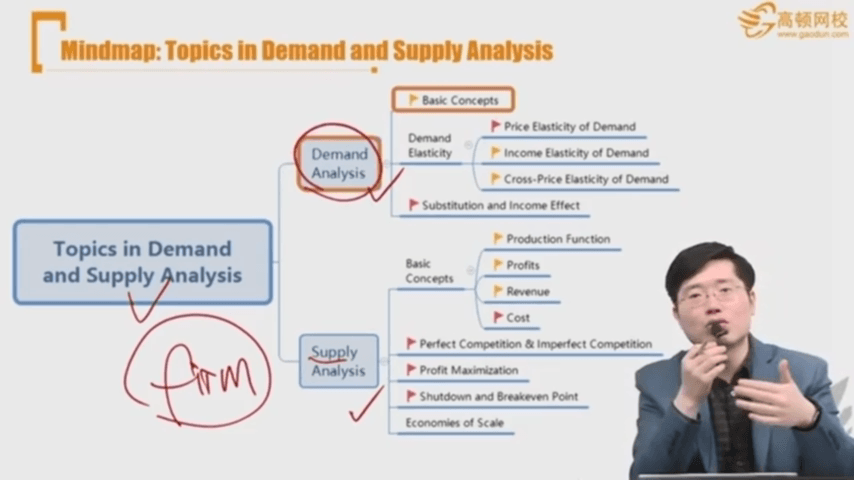 高顿网校
www.gaodun.com
Mindmap: Topics in Demand and Supply Analysis
Topics in Demand
and Supply Analysis
firm
Demand
Analysis
Basic Concepts
Demand
Elasticity
Price Elasticity of Demand
Income Elasticity of Demand
Cross-Price Elasticity of Demand
Substitution and Income Effect
Supply
Analysis
Basic
Concepts
Production Function
Profits
Revenue
Cost
Perfect Competition & Imperfect Competition
Profit Maximization
Shutdown and Breakeven Point
Economies of Scale